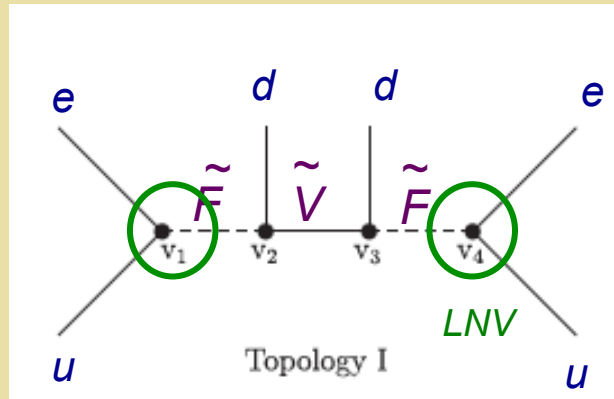 e d d e
F̃ Ṽ F̃
v₁ v₂ v₃ v₄
LNV
u Topology I u